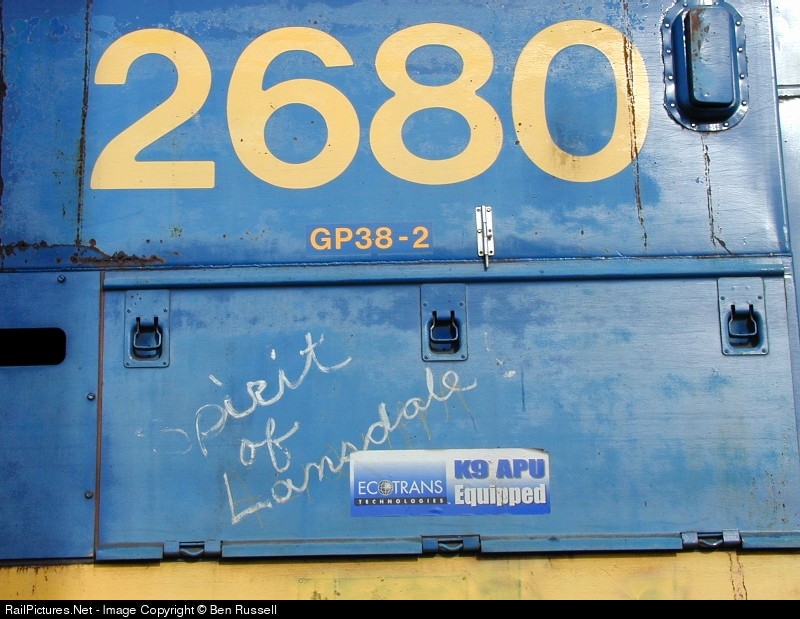 2680
GP38-2
Spirit
of
Lansdale!
ECOTRANS
TECHNOLOGIES
K9 APU
Equipped
RailPictures.Net - Image Copyright © Ben Russell